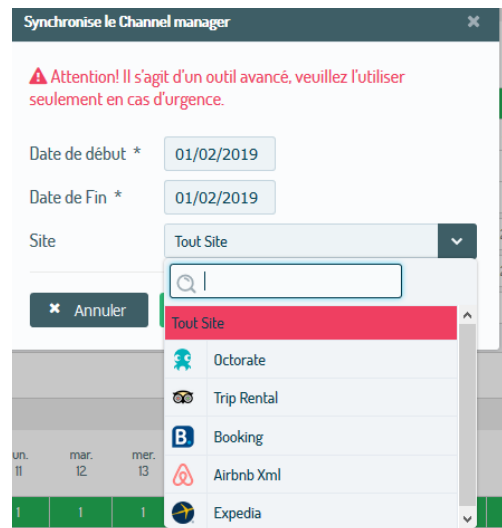 Synchronise le Channel manager
Attention! Il s'agit d'un outil avancé, veuillez l'utiliser
seulement en cas d'urgence.
Date de début *
01/02/2019
Date de Fin *
01/02/2019
Site
Tout Site
Annuler
Tout Site
Octorate
Trip Rental
B. Booking
Airbnb Xml
Expedia
un. mar. mer.
11 12 13
1 1 1